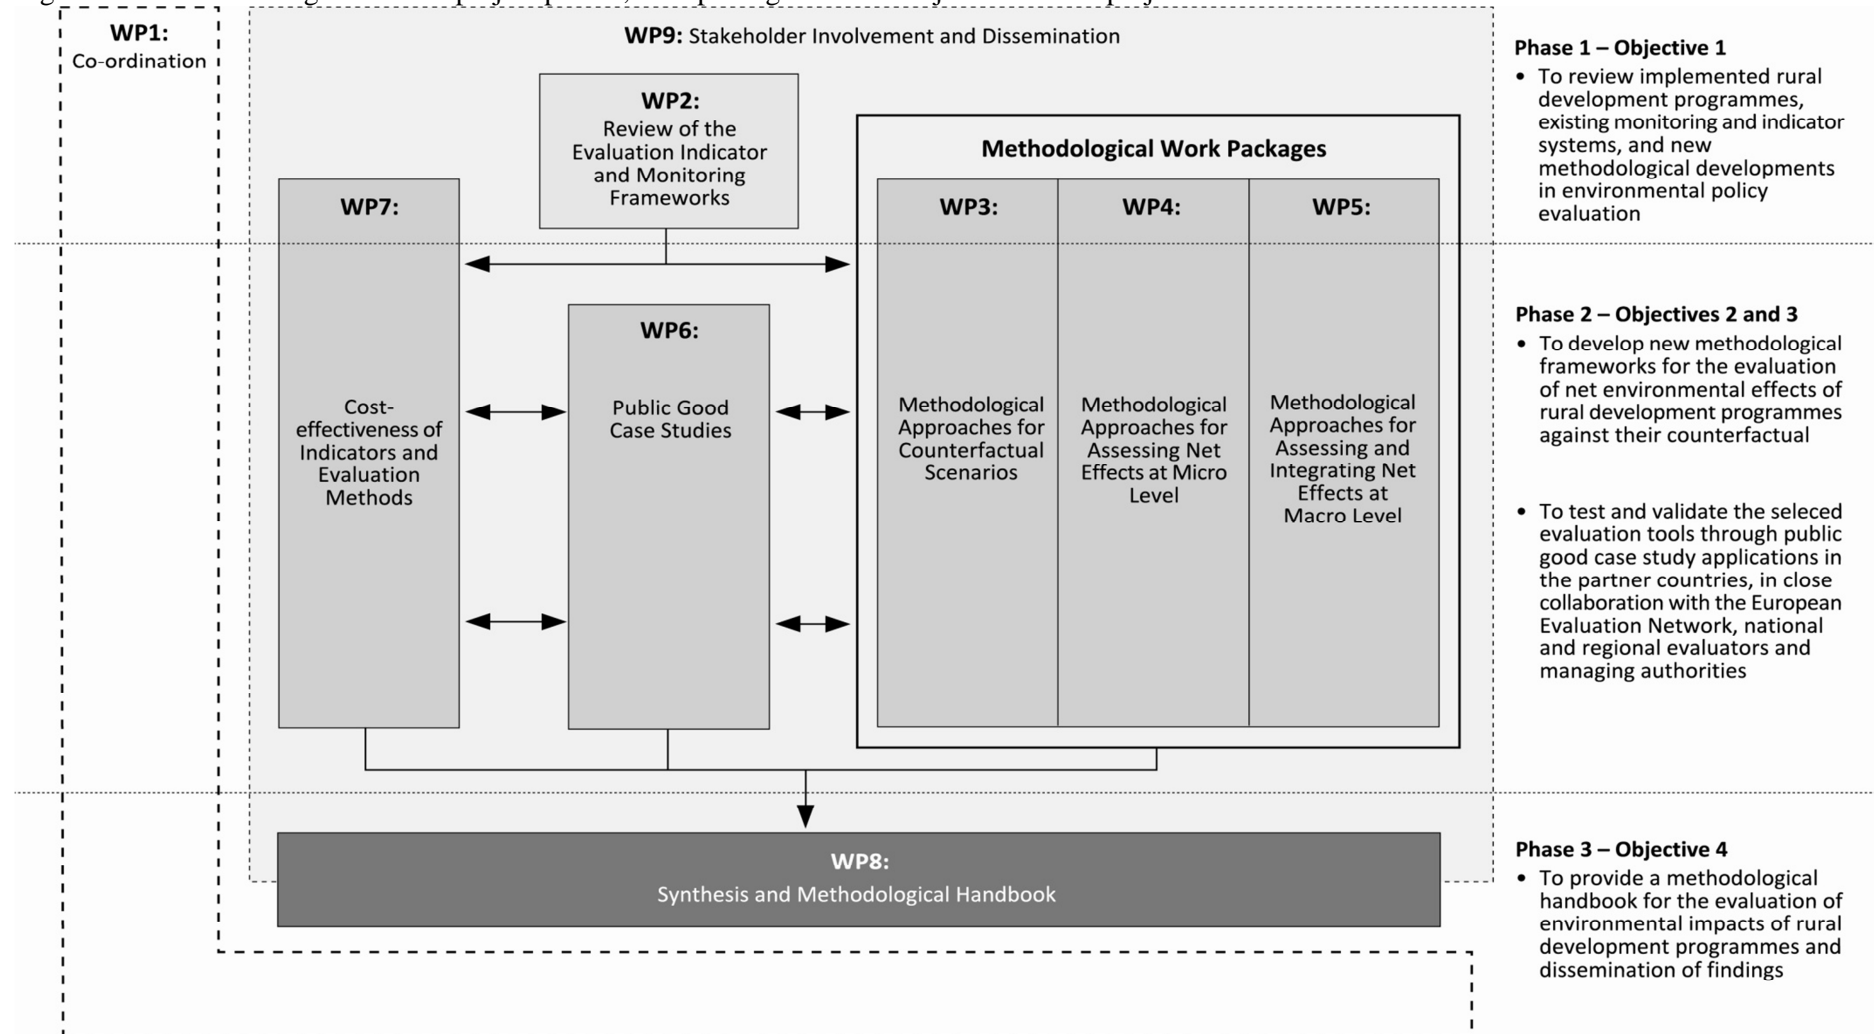 WP1:
Co-ordination
WP9: Stakeholder Involvement and Dissemination
WP2:
Review of the
Evaluation Indicator
and Monitoring
Frameworks
Methodological Work Packages
WP7:
Cost-
effectiveness of
Indicators and
Evaluation
Methods
WP6:
Public Good
Case Studies
WP3:
Methodological
Approaches for
Counterfactual
Scenarios
WP4:
Methodological
Approaches for
Assessing Net
Effects at Micro
Level
WP5:
Methodological
Approaches for
Assessing and
Integrating Net
Effects at
Macro Level
WP8:
Synthesis and Methodological Handbook
Phase 1 – Objective 1
• To review implemented rural
development programmes,
existing monitoring and indicator
systems, and new
methodological developments
in environmental policy
evaluation
Phase 2 – Objectives 2 and 3
• To develop new methodological
frameworks for the evaluation
of net environmental effects of
rural development programmes
against their counterfactual
• To test and validate the seleced
evaluation tools through public
good case study applications in
the partner countries, in close
collaboration with the European
Evaluation Network, national
and regional evaluators and
managing authorities
Phase 3 – Objective 4
• To provide a methodological
handbook for the evaluation of
environmental impacts of rural
development programmes and
dissemination of findings